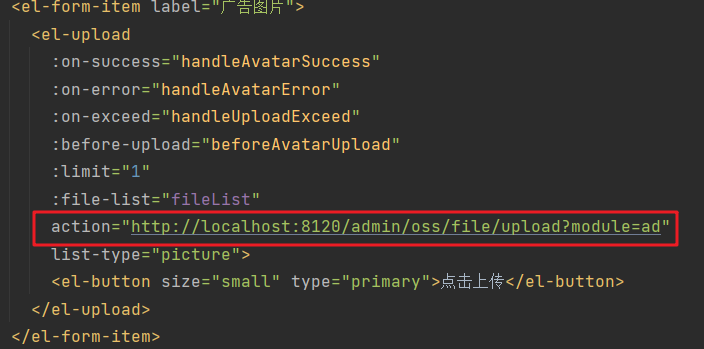 <el-form-item label="广告图片">
<el-upload
:on-success="handleAvatarSuccess"
:on-error="handleAvatarError"
:on-exceed="handleUploadExceed"
:before-upload="beforeAvatarUpload"
:limit="1"
:file-list="fileList"
action="http://localhost:8120/admin/oss/file/upload?module=ad"
list-type="picture">
<el-button size="small" type="primary">点击上传</el-button>
</el-upload>
</el-form-item>